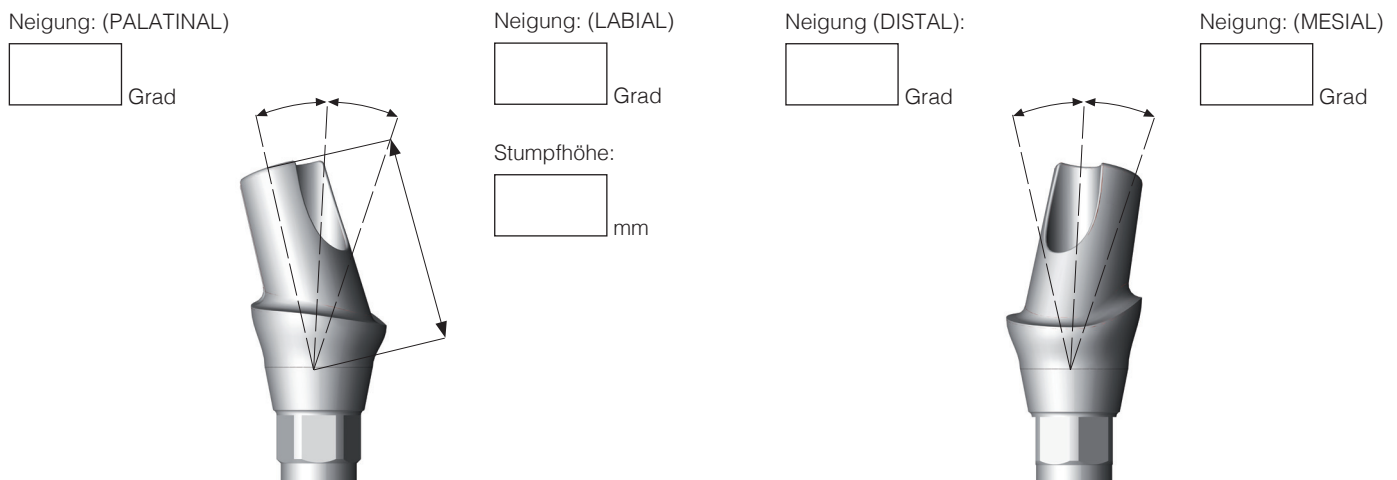 Neigung: (PALATINAL)
Grad
Neigung: (LABIAL)
Grad
Stumpfhöhe:
mm
Neigung (DISTAL):
Grad
Neigung: (MESIAL)
Grad